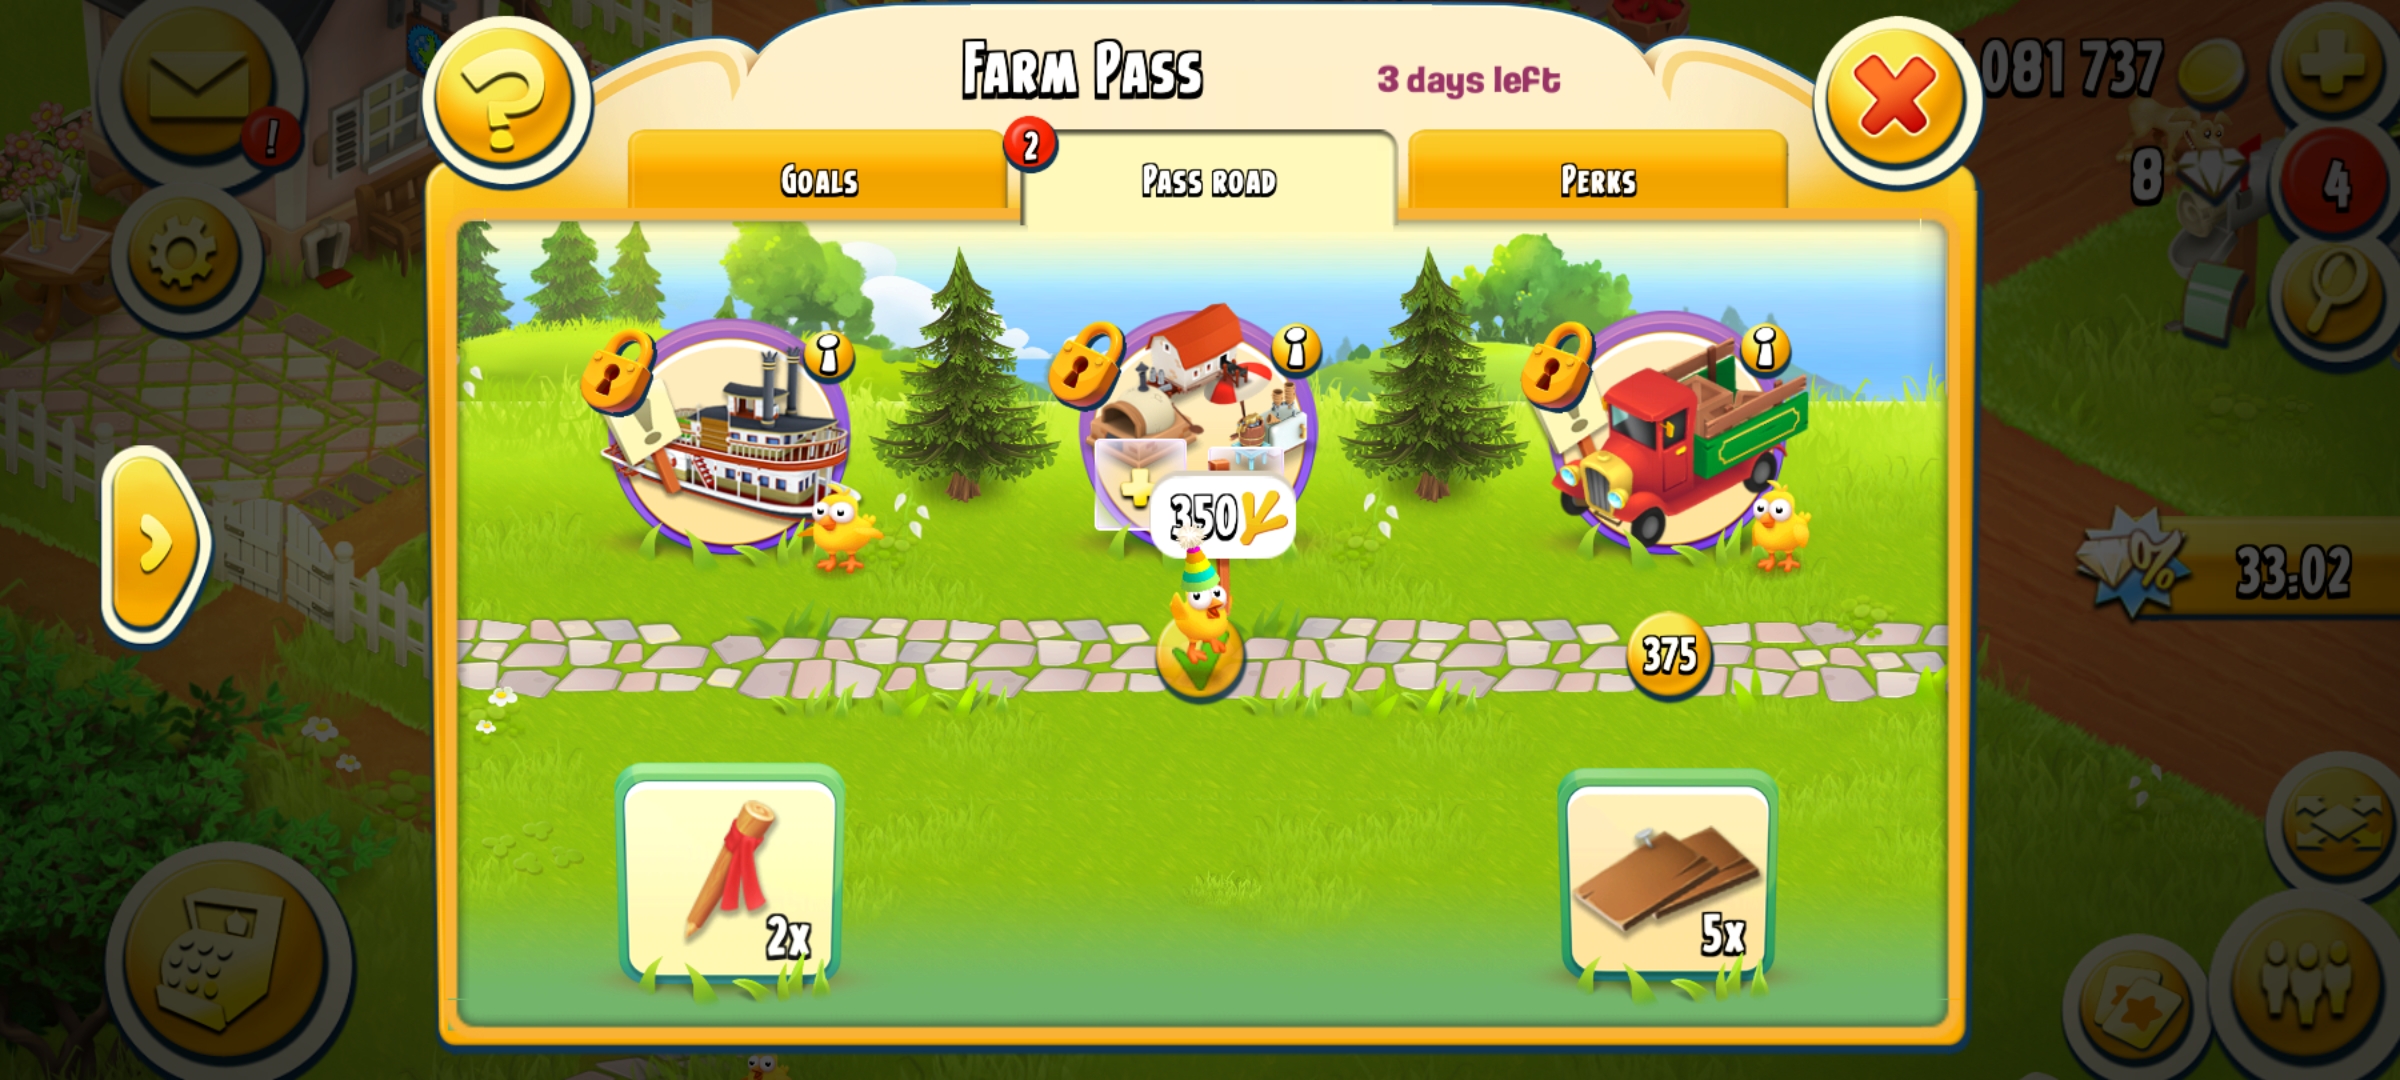 FARM PASS
3 days left
081 737
!
2
GOALS
PASS ROAD
PERKS
8
4
350
33:02
375
2x
5x